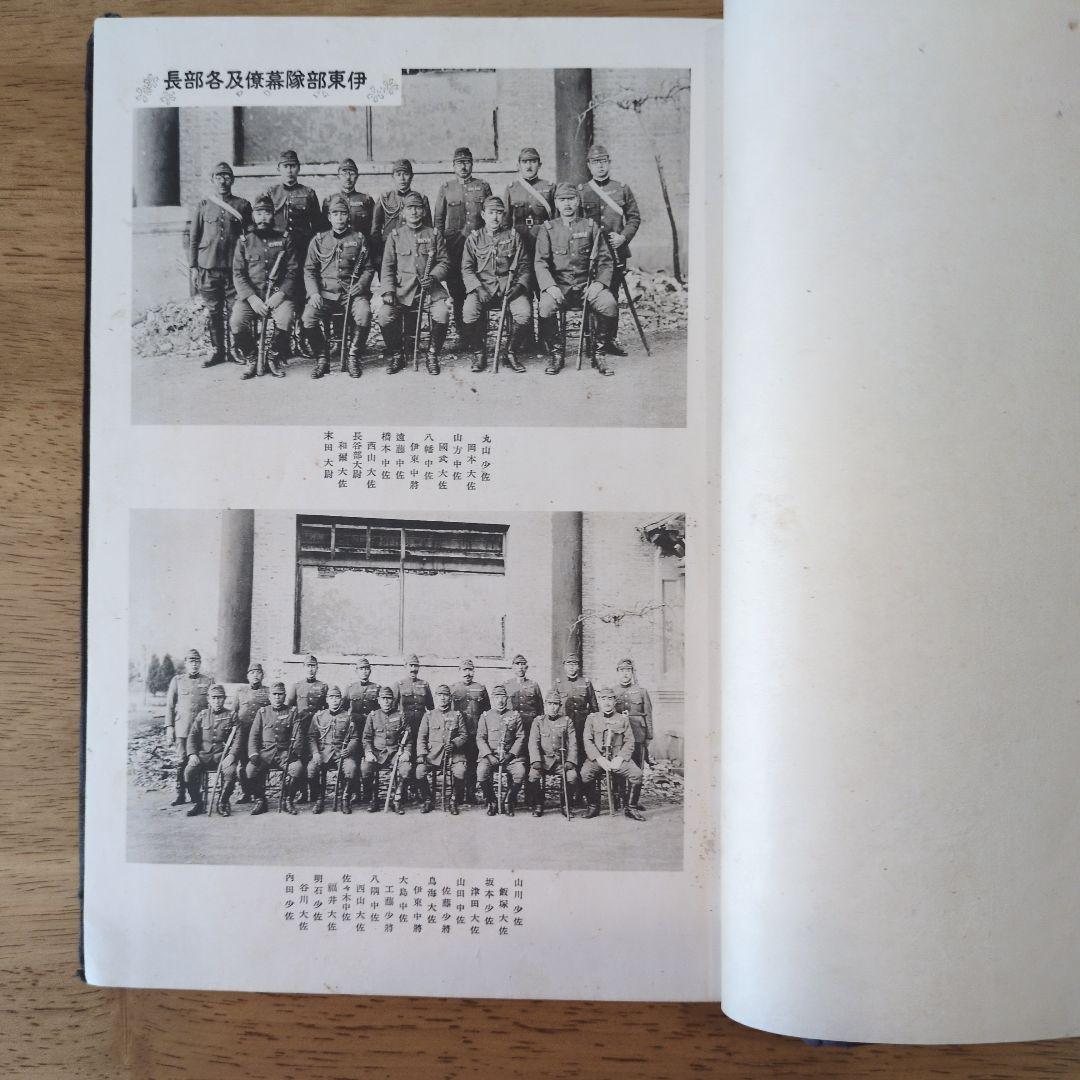 伊東部隊幕僚及各部長
丸山少佐
岡本大佐
山方中佐
國武大佐
八幡中佐
伊東中將
遠藤中佐
橋本中佐
西山大佐
長谷部大尉
和爾大佐
末田大尉
山川少佐
飯塚大佐
坂本少佐
津田大佐
山田中佐
佐藤少將
鳥海大佐
伊東中將
大島中佐
工藤少將
八隅中佐
西山大佐
佐々木中佐
福井大佐
明石少佐
谷川大佐
内田少佐